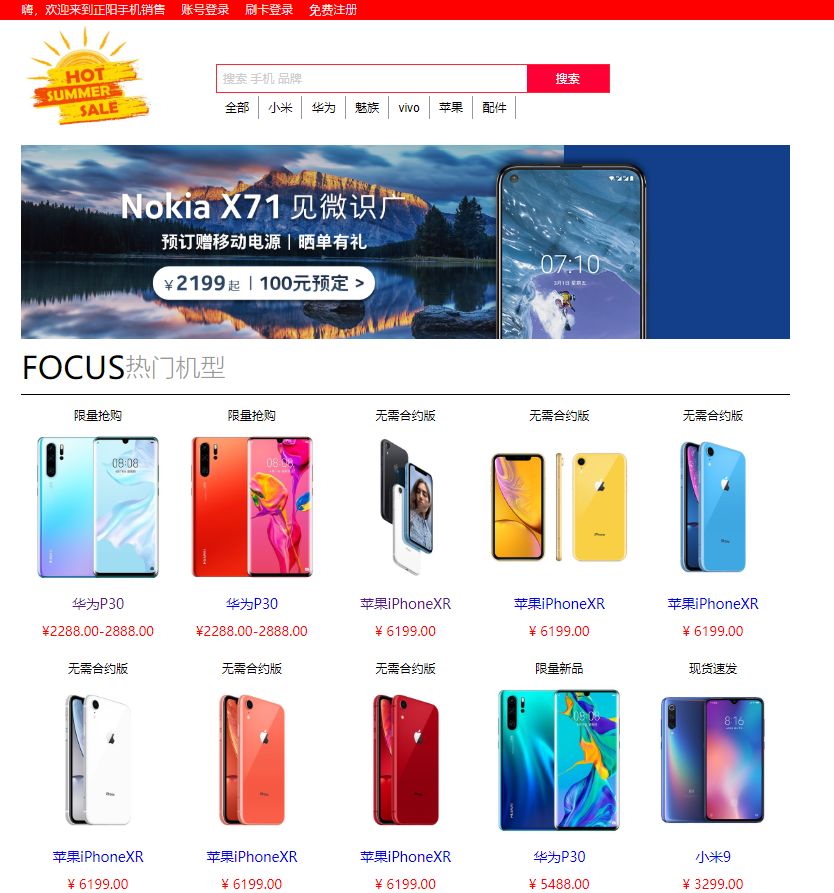 嗨，欢迎来到正阳手机销售 账号登录 刷卡登录 免费注册
HOT
SUMMER
SALE
搜索 手机 品牌 搜索
全部 小米 华为 魅族 vivo 苹果 配件
Nokia X71 见微识广
预订赠移动电源 | 晒单有礼
¥2199起 | 100元预定 >
07:10
FOCUS热门机型
限量抢购 限量抢购 无需合约版 无需合约版 无需合约版
08:08 08:08
华为P30 华为P30 苹果iPhoneXR 苹果iPhoneXR 苹果iPhoneXR
¥2288.00-2888.00 ¥2288.00-2888.00 ¥ 6199.00 ¥ 6199.00 ¥ 6199.00
无需合约版 无需合约版 无需合约版 限量新品 现货速发
08:08 8:16
苹果iPhoneXR 苹果iPhoneXR 苹果iPhoneXR 华为P30 小米9
¥ 6199.00 ¥ 6199.00 ¥ 6199.00 ¥ 5488.00 ¥ 3299.00